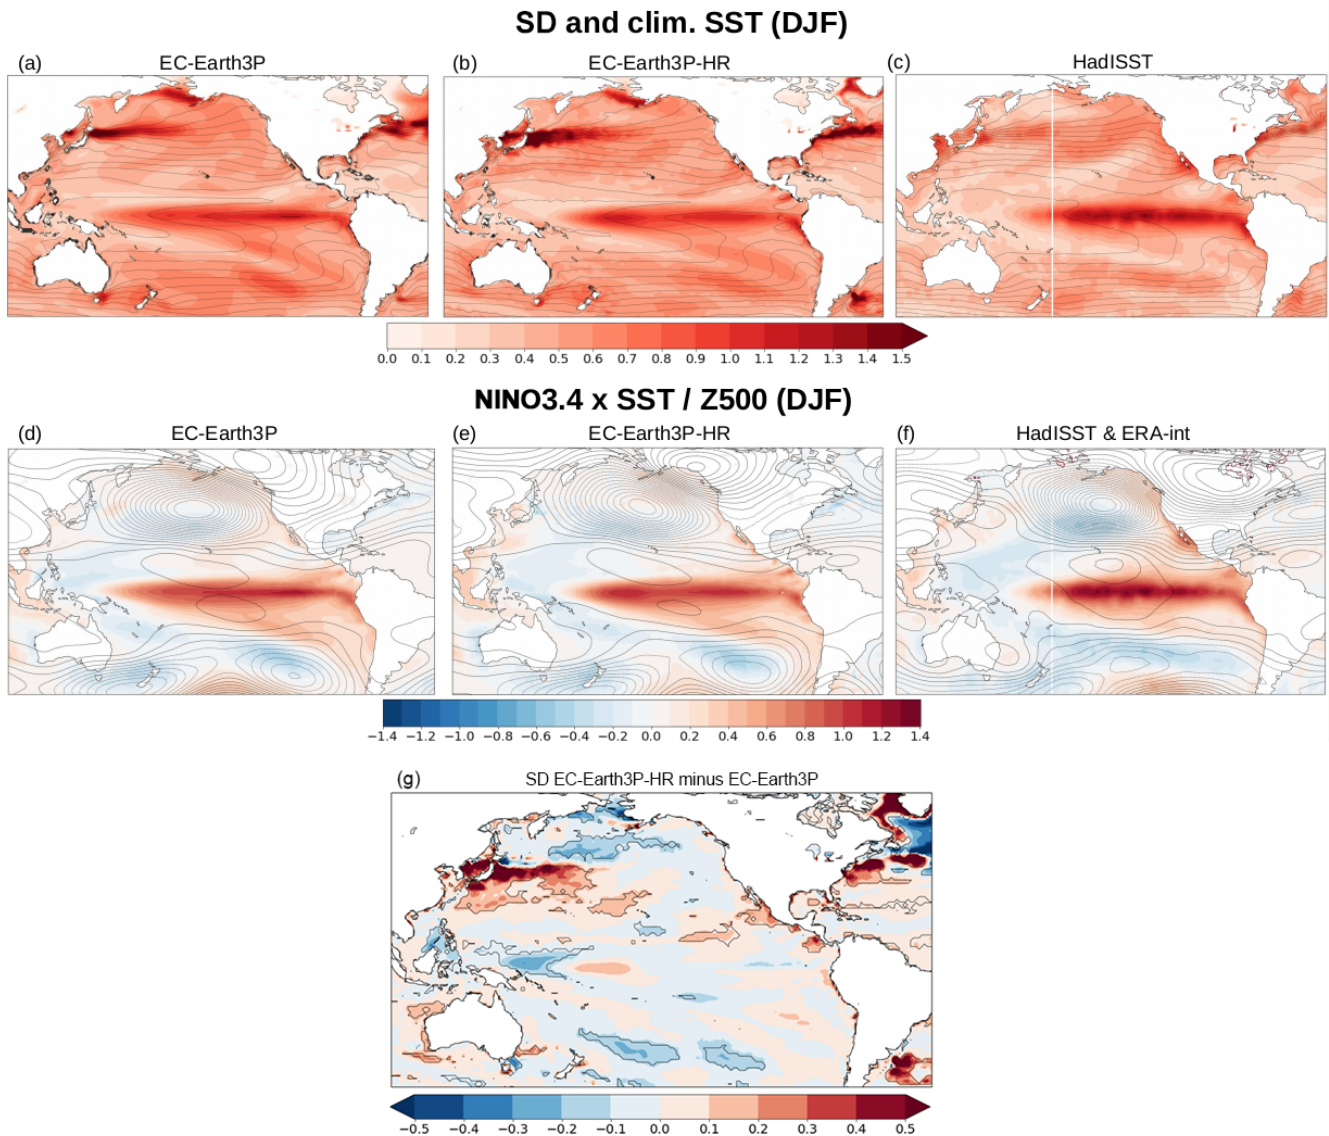 SD and clim. SST (DJF)
(a) EC-Earth3P (b) EC-Earth3P-HR (c) HadISST
0.0 0.1 0.2 0.3 0.4 0.5 0.6 0.7 0.8 0.9 1.0 1.1 1.2 1.3 1.4 1.5
NINO3.4 x SST / Z500 (DJF)
(d) EC-Earth3P (e) EC-Earth3P-HR (f) HadISST & ERA-int
−1.4 −1.2 −1.0 −0.8 −0.6 −0.4 −0.2 0.0 0.2 0.4 0.6 0.8 1.0 1.2 1.4
(g) SD EC-Earth3P-HR minus EC-Earth3P
−0.5 −0.4 −0.3 −0.2 −0.1 0.0 0.1 0.2 0.3 0.4 0.5